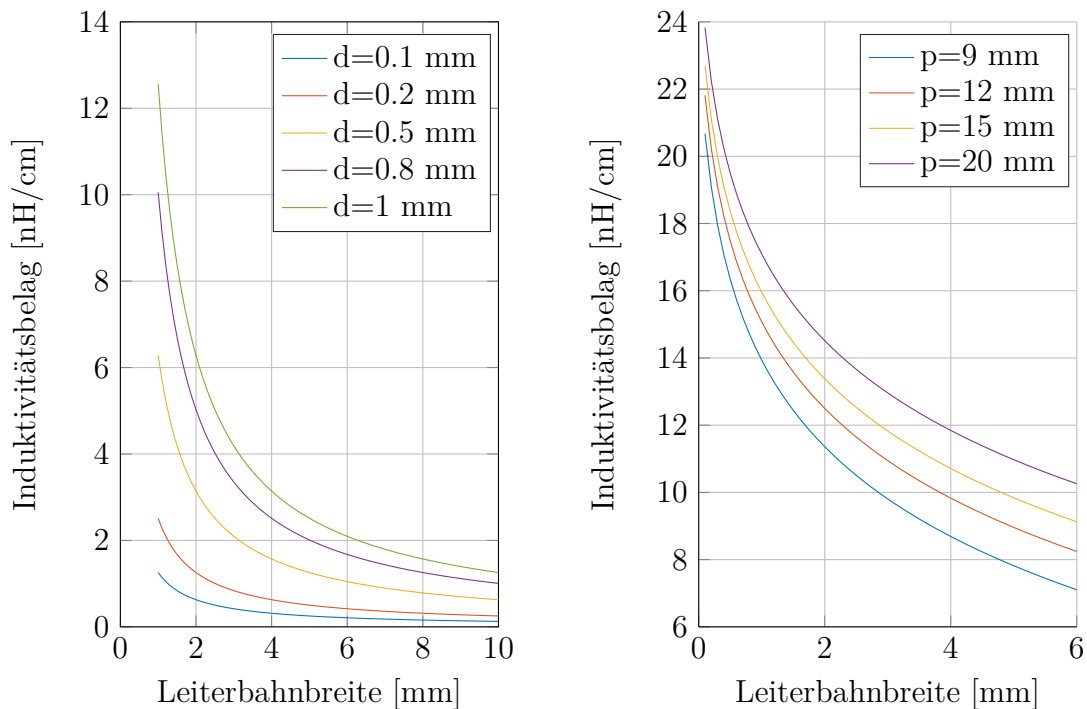 14
12
10
8
6
4
2
0
0
2
4
6
8
10
Induktivitätsbelag [nH/cm]
Leiterbahnbreite [mm]
d=0.1 mm
d=0.2 mm
d=0.5 mm
d=0.8 mm
d=1 mm
24
22
20
18
16
14
12
10
8
6
0
2
4
6
Induktivitätsbelag [nH/cm]
Leiterbahnbreite [mm]
p=9 mm
p=12 mm
p=15 mm
p=20 mm